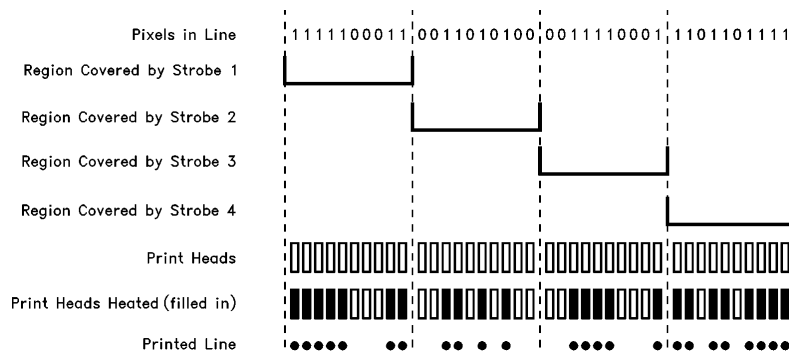 Pixels in Line 1111100011 0011010100 0011110001 1101101111
Region Covered by Strobe 1
Region Covered by Strobe 2
Region Covered by Strobe 3
Region Covered by Strobe 4
Print Heads
Print Heads Heated (filled in)
Printed Line